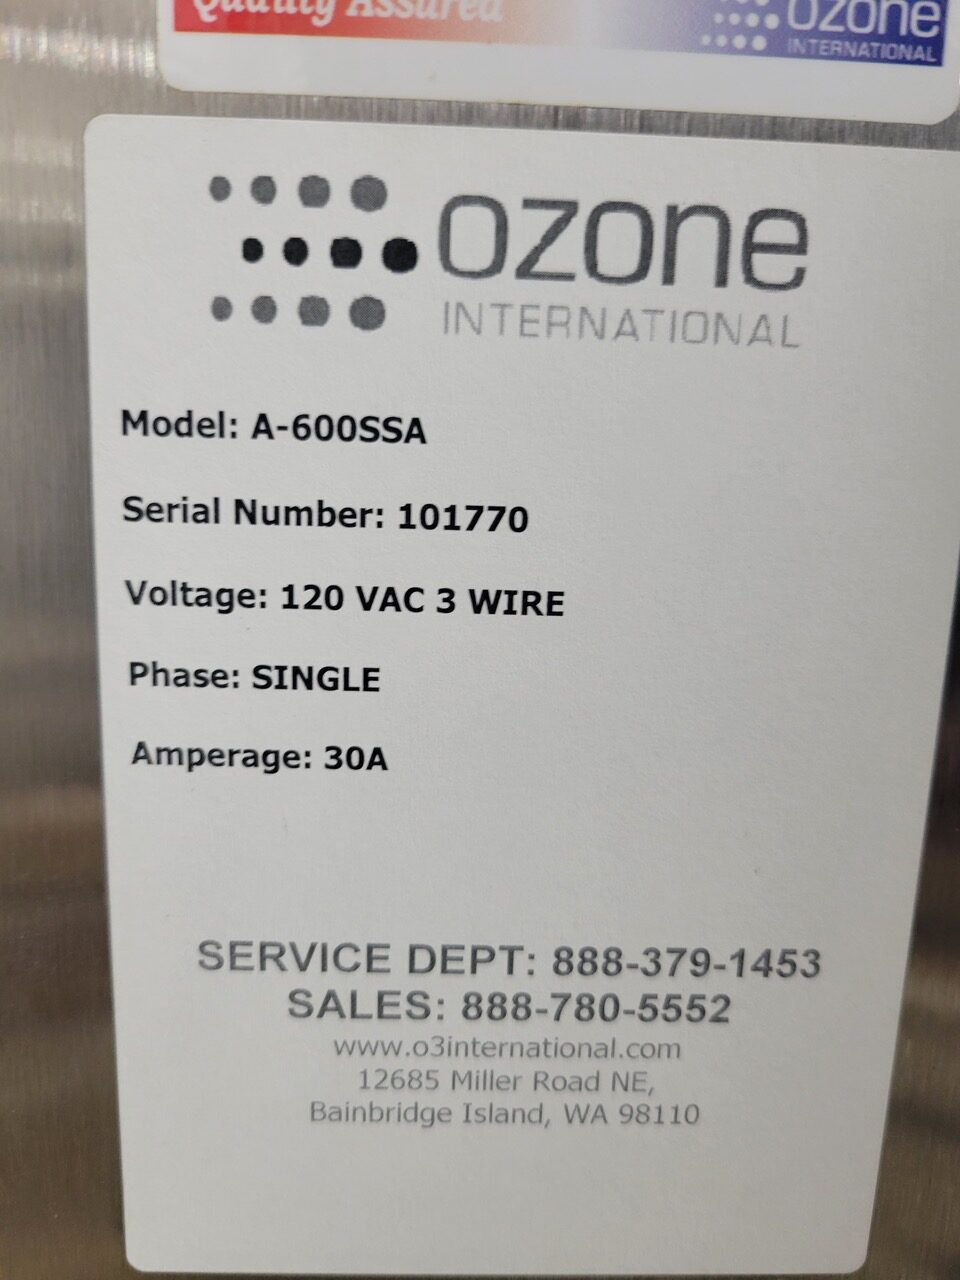 Quality Assured
ozone
INTERNATIONAL
ozone
INTERNATIONAL
Model: A-600SSA
Serial Number: 101770
Voltage: 120 VAC 3 WIRE
Phase: SINGLE
Amperage: 30A
SERVICE DEPT: 888-379-1453
SALES: 888-780-5552
www.o3international.com
12685 Miller Road NE,
Bainbridge Island, WA 98110